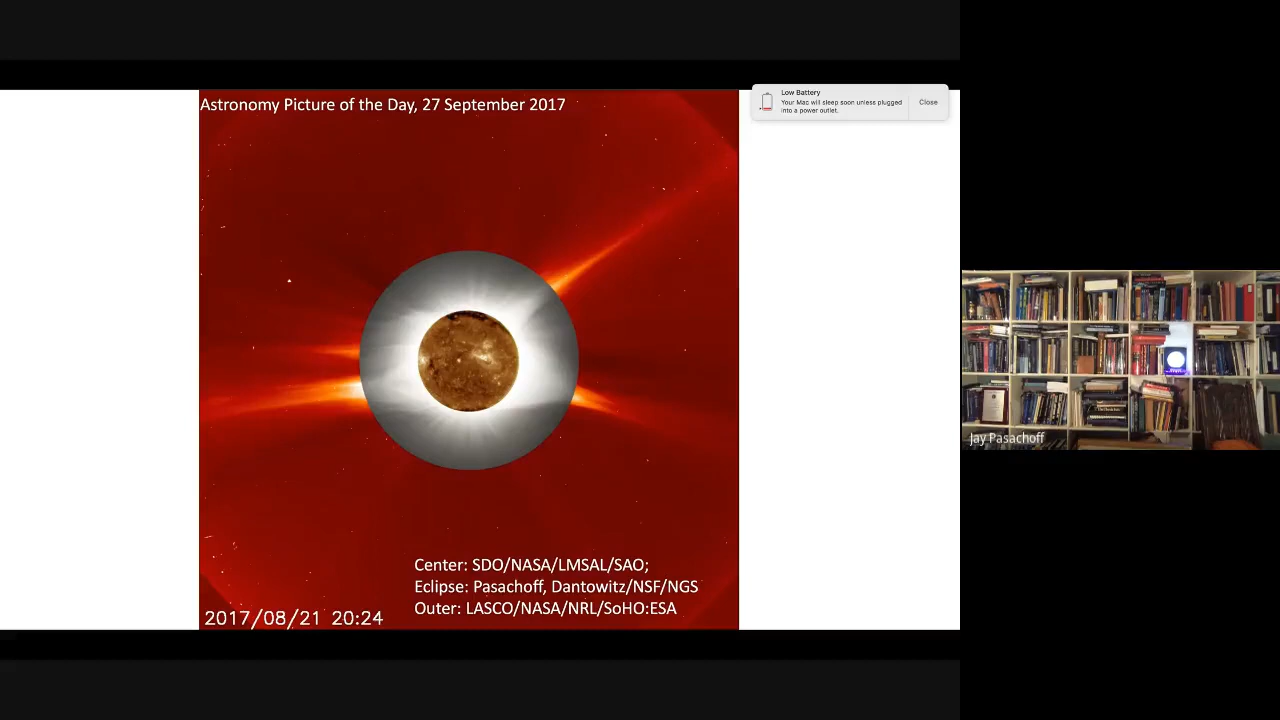 Astronomy Picture of the Day, 27 September 2017
Low Battery
Your Mac will sleep soon unless plugged
into a power outlet.
Close
Center: SDO/NASA/LMSAL/SAO;
Eclipse: Pasachoff, Dantowitz/NSF/NGS
Outer: LASCO/NASA/NRL/SoHO:ESA
2017/08/21 20:24
Jay Pasachoff